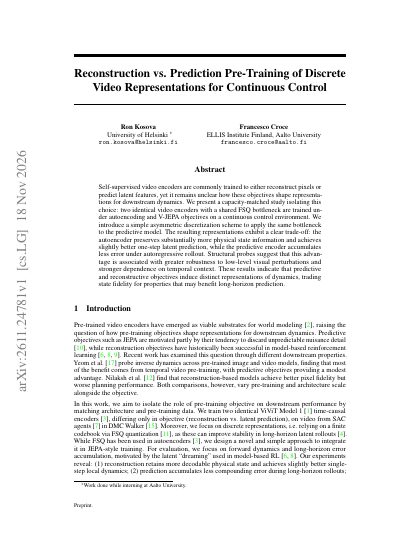 Reconstruction vs. Prediction Pre-Training of Discrete
Video Representations for Continuous Control
Ron Kosova
University of Helsinki *
ron.kosova@helsinki.fi
Francesco Croce
ELLIS Institute Finland, Aalto University
francesco.croce@aalto.fi
Abstract
Self-supervised video encoders are commonly trained to either reconstruct pixels or
predict latent features, yet it remains unclear how these objectives shape representa-
tions for downstream dynamics. We present a capacity-matched study isolating this
choice: two identical video encoders with a shared FSQ bottleneck are trained un-
der autoencoding and V-JEPA objectives on a continuous control environment. We
introduce a simple asymmetric discretization scheme to apply the same bottleneck
to the predictive model. The resulting representations exhibit a clear trade-off: the
autoencoder preserves substantially more physical state information and achieves
slightly better one-step latent prediction, while the predictive encoder accumulates
less error under autoregressive rollout. Structural probes suggest that this advan-
tage is associated with greater robustness to low-level visual perturbations and
stronger dependence on temporal context. These results indicate that predictive
and reconstructive objectives induce distinct representations of dynamics, trading
state fidelity for properties that may benefit long-horizon prediction.
1 Introduction
Pre-trained video encoders have emerged as viable substrates for world modeling [2], raising the
question of how pre-training objectives shape representations for downstream dynamics. Predictive
objectives such as JEPA are motivated partly by their tendency to discard unpredictable nuisance detail
[10], while reconstruction objectives have historically been successful in model-based reinforcement
learning [6, 8, 9]. Recent work has examined this question through different downstream properties.
Yeom et al. [17] probe inverse dynamics across pre-trained image and video models, finding that most
of the benefit comes from temporal video pre-training, with predictive objectives providing a modest
advantage. Nilaksh et al. [12] find that reconstruction-based models achieve better pixel fidelity but
worse planning performance. Both comparisons, however, vary pre-training and architecture scale
alongside the objective.
In this work, we aim to isolate the role of pre-training objective on downstream performance by
matching architecture and pre-training data. We train two identical ViViT Model 1 [1] time-causal
encoders [3], differing only in objective (reconstruction vs. latent prediction), on video from SAC
agents [7] in DMC Walker [15]. Moreover, we focus on discrete representations, i.e. relying on a finite
codebook via FSQ quantization [11], as these can improve stability in long-horizon latent rollouts [4].
While FSQ has been used in autoencoders [3], we design a novel and simple approach to integrate
it in JEPA-style training. For evaluation, we focus on forward dynamics and long-horizon error
accumulation, motivated by the latent "dreaming" used in model-based RL [6, 8]. Our experiments
reveal: (1) reconstruction retains more decodable physical state and achieves slightly better single-
step local dynamics; (2) prediction accumulates less compounding error during long-horizon rollouts;
*Work done while interning at Aalto University.
Preprint.
arXiv:2611.24781v1 [cs.LG] 18 Nov 2026